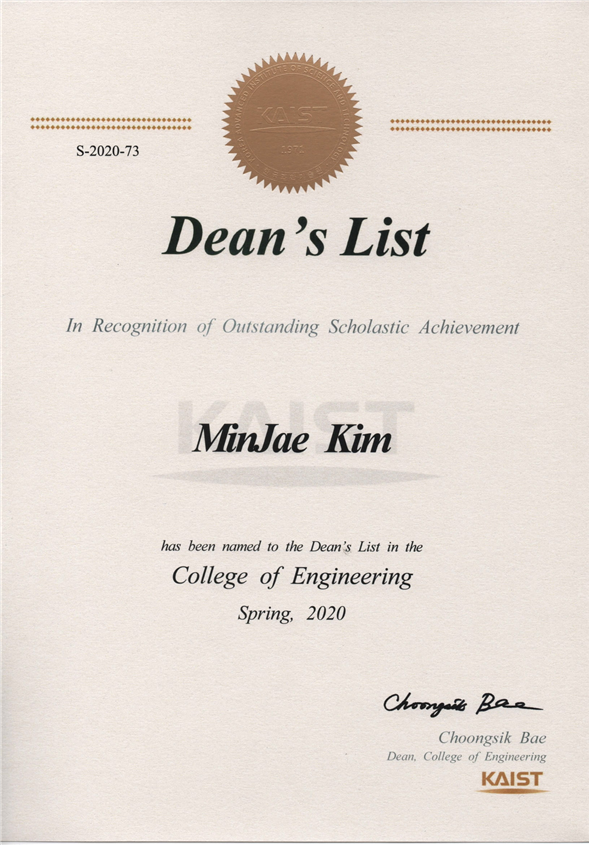 KAIST
1971
S-2020-73
Dean's List
In Recognition of Outstanding Scholastic Achievement
KAIST
MinJae Kim
has been named to the Dean's List in the
College of Engineering
Spring, 2020
Choongsik Bae
Choongsik Bae
Dean, College of Engineering
KAIST